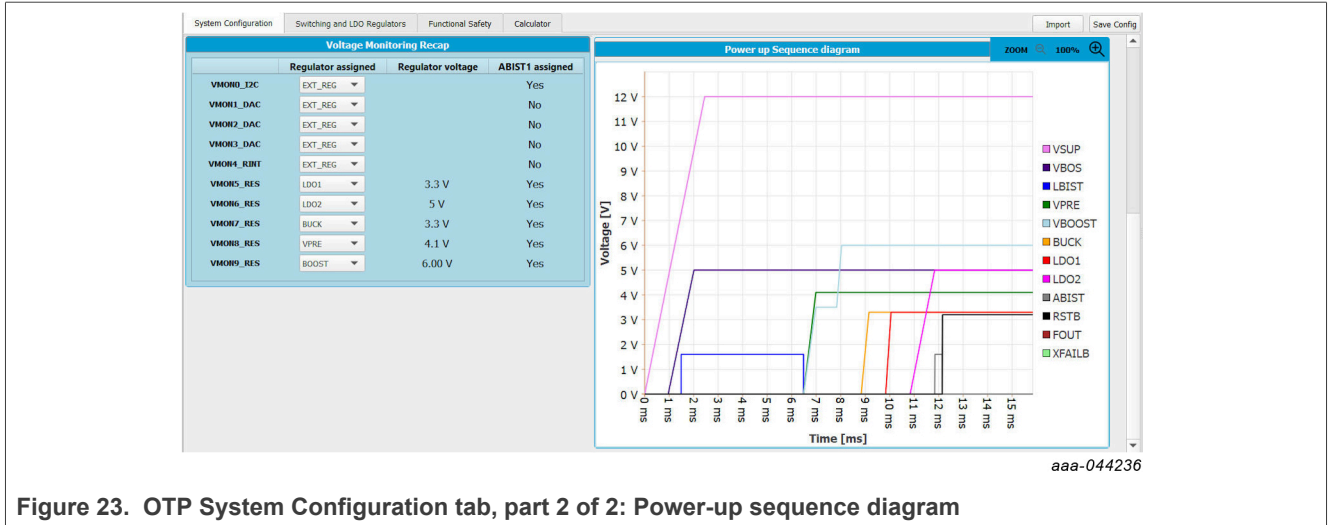 System Configuration Switching and LDO Regulators Functional Safety Calculator Import Save Config
Voltage Monitoring Recap
Regulator assigned Regulator voltage ABIST1 assigned
VMON0_I2C EXT_REG Yes
VMON1_DAC EXT_REG No
VMON2_DAC EXT_REG No
VMON3_DAC EXT_REG No
VMON4_RINT EXT_REG No
VMON5_RES LDO1 3.3 V Yes
VMON6_RES LDO2 5 V Yes
VMON7_RES BUCK 3.3 V Yes
VMON8_RES VPRE 4.1 V Yes
VMON9_RES BOOST 6.00 V Yes
Power up Sequence diagram ZOOM 100%
12 V
11 V
10 V
9 V
8 V
7 V
6 V
5 V
4 V
3 V
2 V
1 V
0 V
Voltage [V]
0 ms
1 ms
2 ms
3 ms
4 ms
5 ms
6 ms
7 ms
8 ms
9 ms
10 ms
11 ms
12 ms
13 ms
14 ms
15 ms
Time [ms]
VSUP
VBOS
LBIST
VPRE
VBOOST
BUCK
LDO1
LDO2
ABIST
RSTB
FOUT
XFAILB
aaa-044236
Figure 23. OTP System Configuration tab, part 2 of 2: Power-up sequence diagram